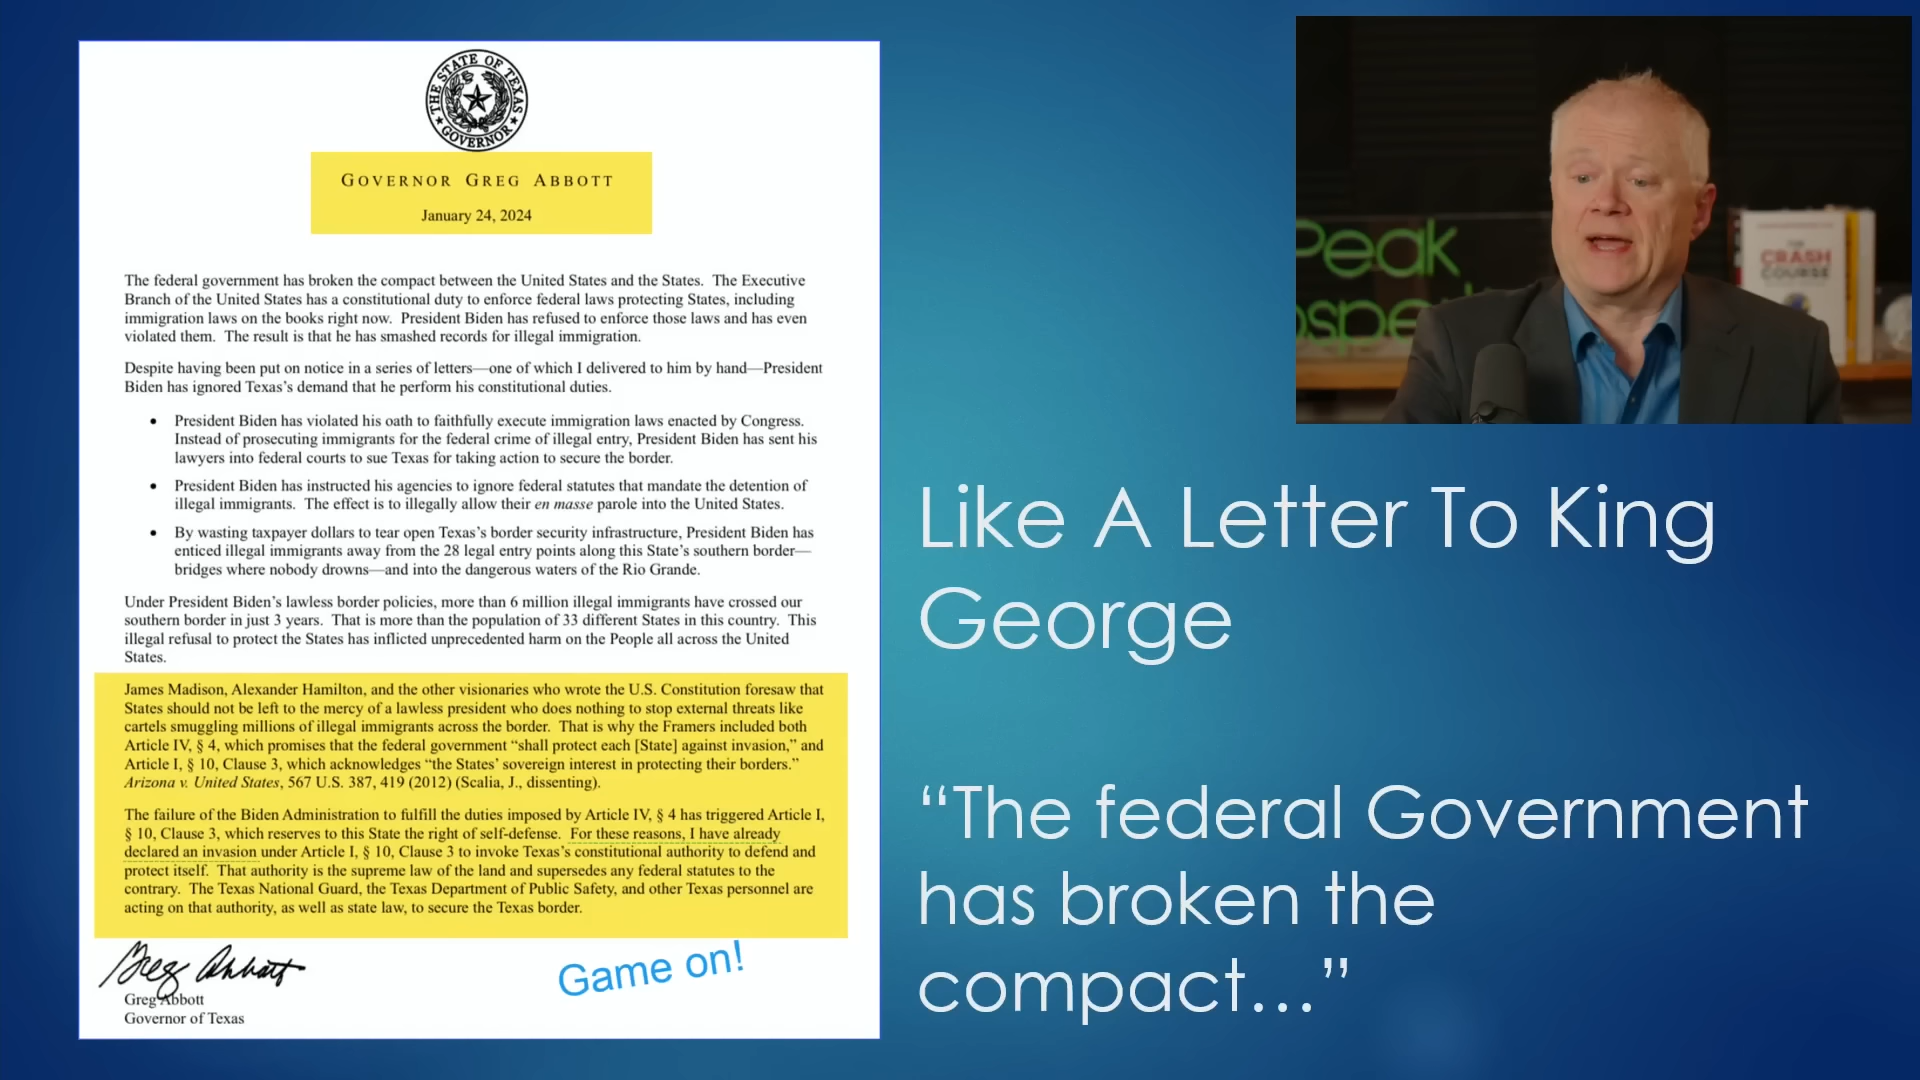 THE STATE OF TEXAS
GOVERNOR
GOVERNOR GREG ABBOTT
January 24, 2024
The federal government has broken the compact between the United States and the States. The Executive
Branch of the United States has a constitutional duty to enforce federal laws protecting States, including
immigration laws on the books right now. President Biden has refused to enforce those laws and has even
violated them. The result is that he has smashed records for illegal immigration.
Despite having been put on notice in a series of letters—one of which I delivered to him by hand—President
Biden has ignored Texas's demand that he perform his constitutional duties.
• President Biden has violated his oath to faithfully execute immigration laws enacted by Congress.
Instead of prosecuting immigrants for the federal crime of illegal entry, President Biden has sent his
lawyers into federal courts to sue Texas for taking action to secure the border.
• President Biden has instructed his agencies to ignore federal statutes that mandate the detention of
illegal immigrants. The effect is to illegally allow their en masse parole into the United States.
• By wasting taxpayer dollars to tear open Texas's border security infrastructure, President Biden has
enticed illegal immigrants away from the 28 legal entry points along this State's southern border—
bridges where nobody drowns—and into the dangerous waters of the Rio Grande.
Under President Biden's lawless border policies, more than 6 million illegal immigrants have crossed our
southern border in just 3 years. That is more than the population of 33 different States in this country. This
illegal refusal to protect the States has inflicted unprecedented harm on the People all across the United
States.
James Madison, Alexander Hamilton, and the other visionaries who wrote the U.S. Constitution foresaw that
States should not be left to the mercy of a lawless president who does nothing to stop external threats like
cartels smuggling millions of illegal immigrants across the border. That is why the Framers included both
Article IV, § 4, which promises that the federal government “shall protect each [State] against invasion,” and
Article I, § 10, Clause 3, which acknowledges “the States' sovereign interest in protecting their borders.”
Arizona v. United States, 567 U.S. 387, 419 (2012) (Scalia, J., dissenting).
The failure of the Biden Administration to fulfill the duties imposed by Article IV, § 4 has triggered Article I,
§ 10, Clause 3, which reserves to this State the right of self-defense. For these reasons, I have already
declared an invasion under Article I, § 10, Clause 3 to invoke Texas's constitutional authority to defend and
protect itself. That authority is the supreme law of the land and supersedes any federal statutes to the
contrary. The Texas National Guard, the Texas Department of Public Safety, and other Texas personnel are
acting on that authority, as well as state law, to secure the Texas border.
Greg Abbott
Greg Abbott
Governor of Texas
Game on!
Peak
THE
CRASH
COURSE
Like A Letter To King
George
“The federal Government
has broken the
compact...”